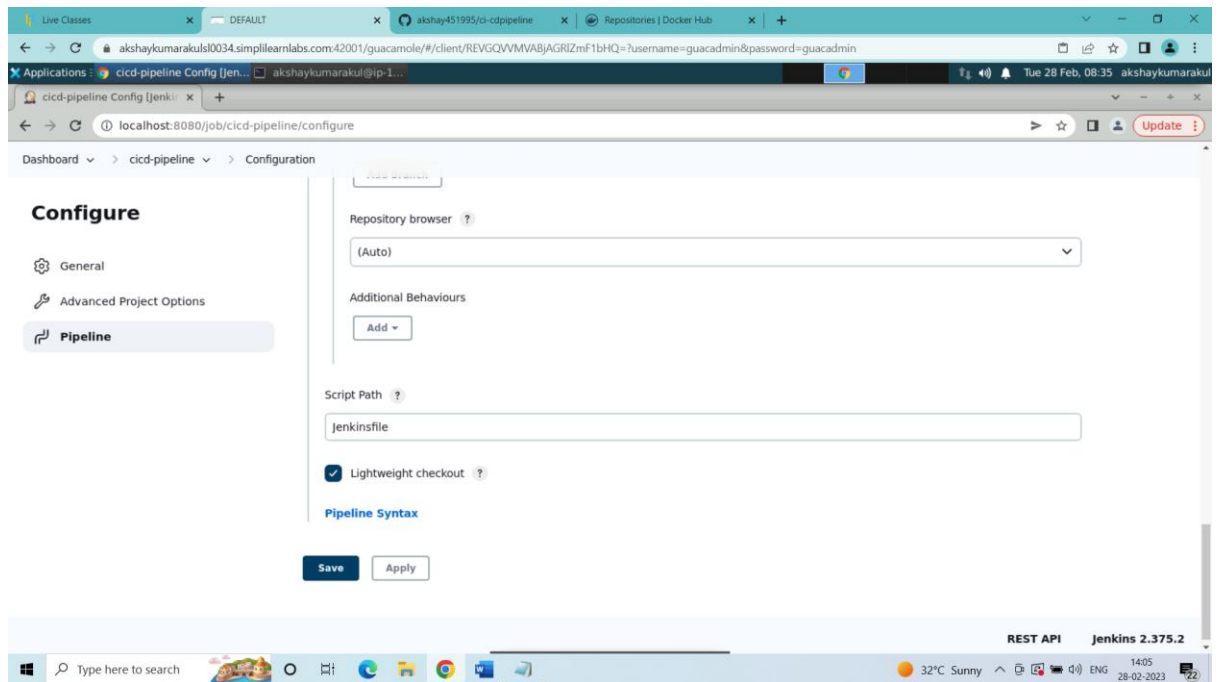 Live Classes
DEFAULT
akshay451995/ci-cdpipeline
Repositories | Docker Hub
akshaykumarakulsl0034.simplilearnlabs.com:42001/guacamole/#/client/REVGQVVMVABjAGRlZmF1bHQ=?username=guacadmin&password=guacadmin
Applications
cicd-pipeline Config [Jen...
akshaykumarakul@ip-1...
Tue 28 Feb, 08:35 akshaykumarakul
cicd-pipeline Config [Jenki
localhost:8080/job/cicd-pipeline/configure
Update
Dashboard > cicd-pipeline > Configuration
Configure
General
Advanced Project Options
Pipeline
Add Branch
Repository browser ?
(Auto)
Additional Behaviours
Add
Script Path ?
Jenkinsfile
Lightweight checkout ?
Pipeline Syntax
Save
Apply
REST API
Jenkins 2.375.2
Type here to search
32°C Sunny
ENG
14:05
28-02-2023
22